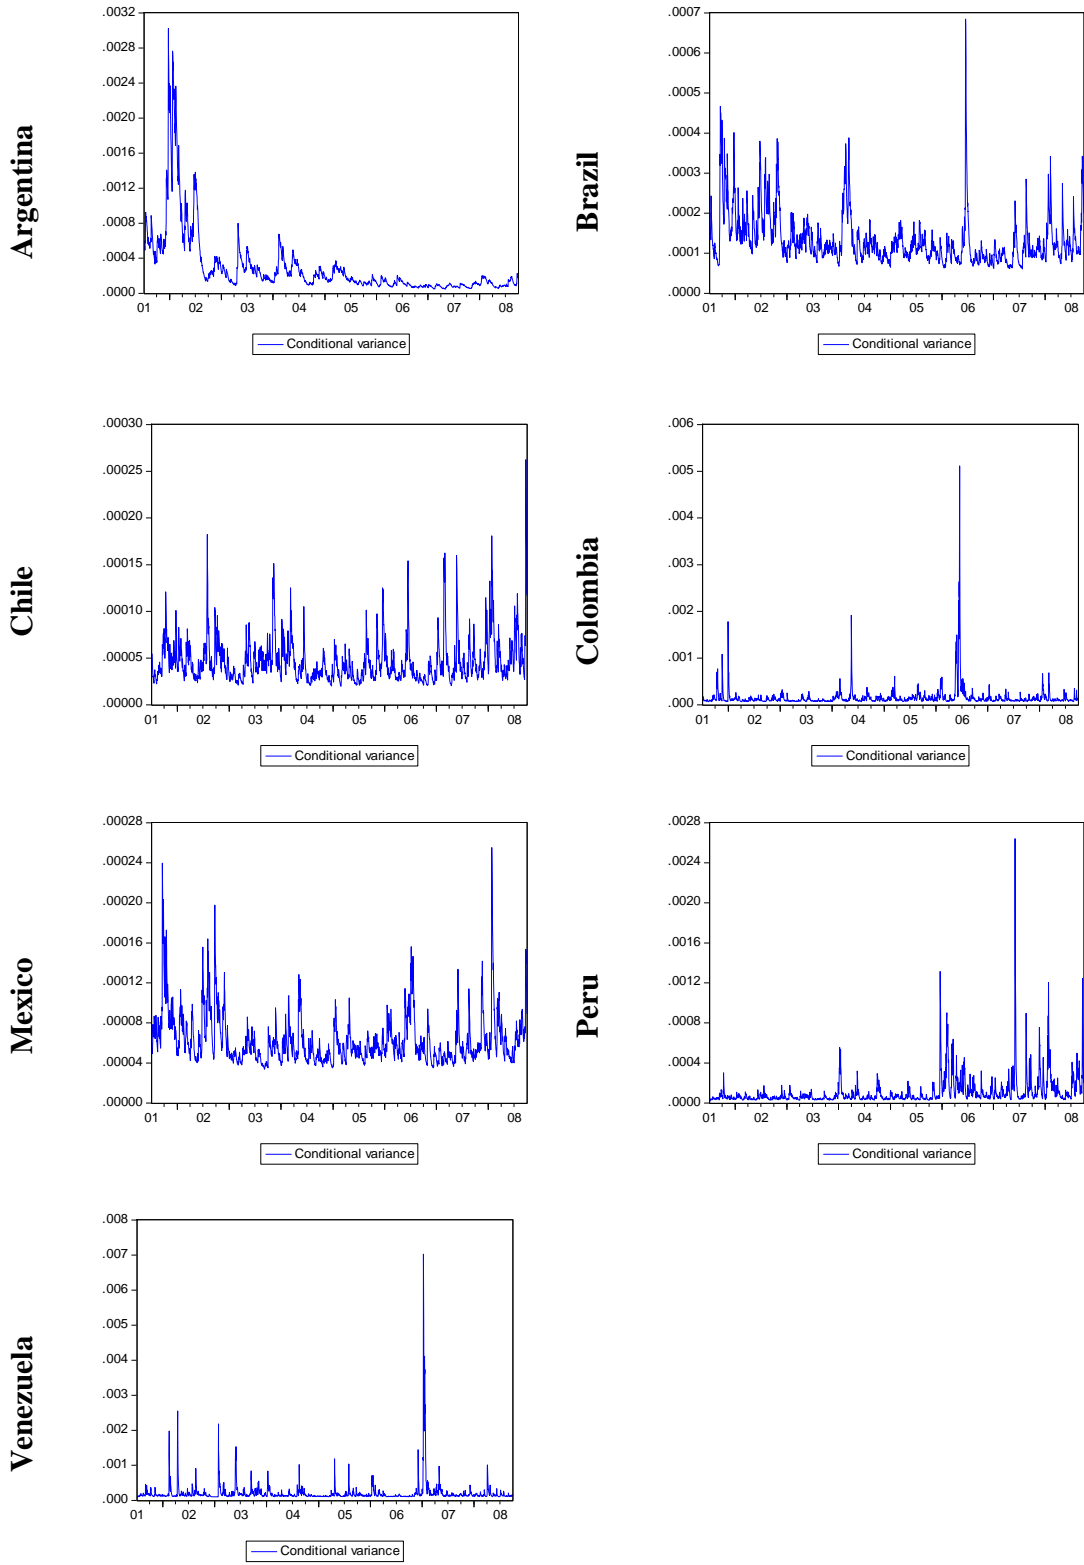 Argentina
.0032
.0028
.0024
.0020
.0016
.0012
.0008
.0004
.0000
01 02 03 04 05 06 07 08
Conditional variance
Brazil
.0007
.0006
.0005
.0004
.0003
.0002
.0001
.0000
01 02 03 04 05 06 07 08
Conditional variance
Chile
.00030
.00025
.00020
.00015
.00010
.00005
.00000
01 02 03 04 05 06 07 08
Conditional variance
Colombia
.006
.005
.004
.003
.002
.001
.000
01 02 03 04 05 06 07 08
Conditional variance
Mexico
.00028
.00024
.00020
.00016
.00012
.00008
.00004
.00000
01 02 03 04 05 06 07 08
Conditional variance
Peru
.0028
.0024
.0020
.0016
.0012
.0008
.0004
.0000
01 02 03 04 05 06 07 08
Conditional variance
Venezuela
.008
.007
.006
.005
.004
.003
.002
.001
.000
01 02 03 04 05 06 07 08
Conditional variance